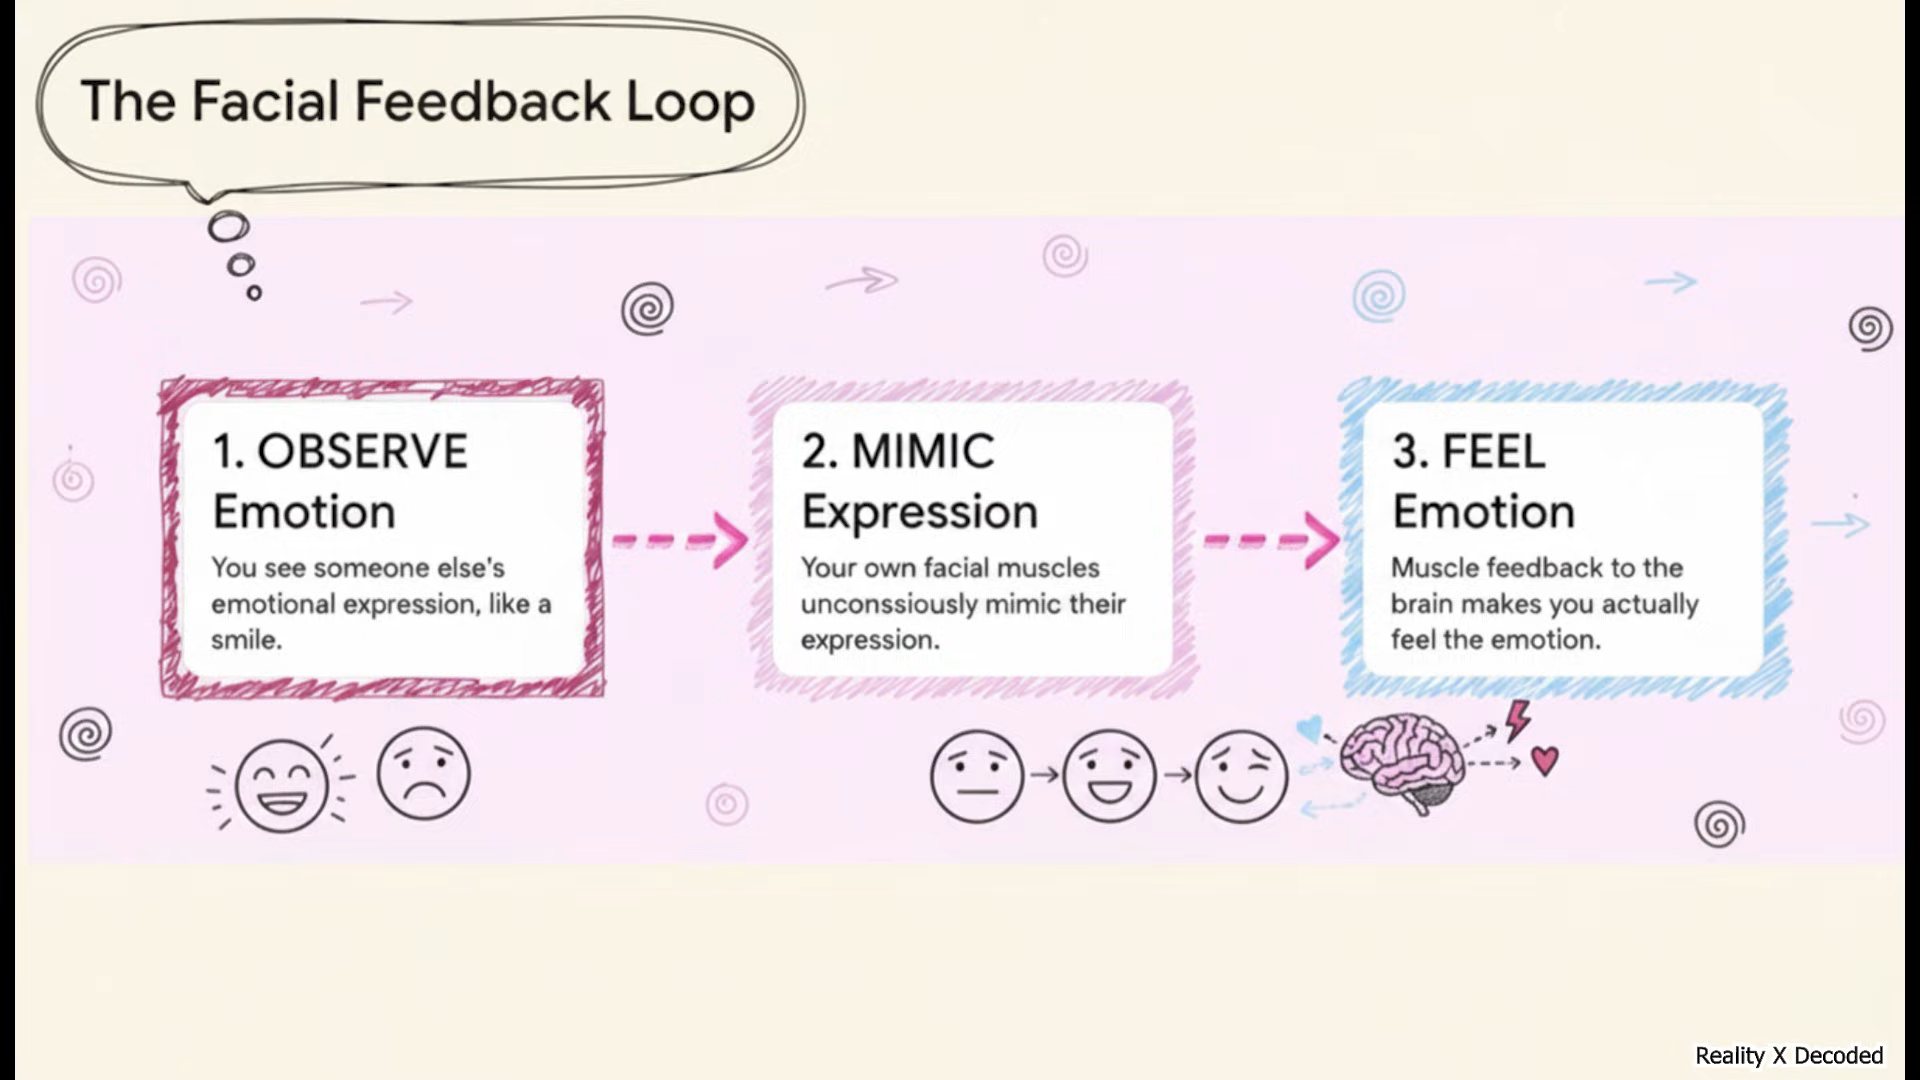 The Facial Feedback Loop
1. OBSERVE
Emotion
You see someone else's
emotional expression, like a
smile.
2. MIMIC
Expression
Your own facial muscles
unconssiously mimic their
expression.
3. FEEL
Emotion
Muscle feedback to the
brain makes you actually
feel the emotion.
Reality X Decoded